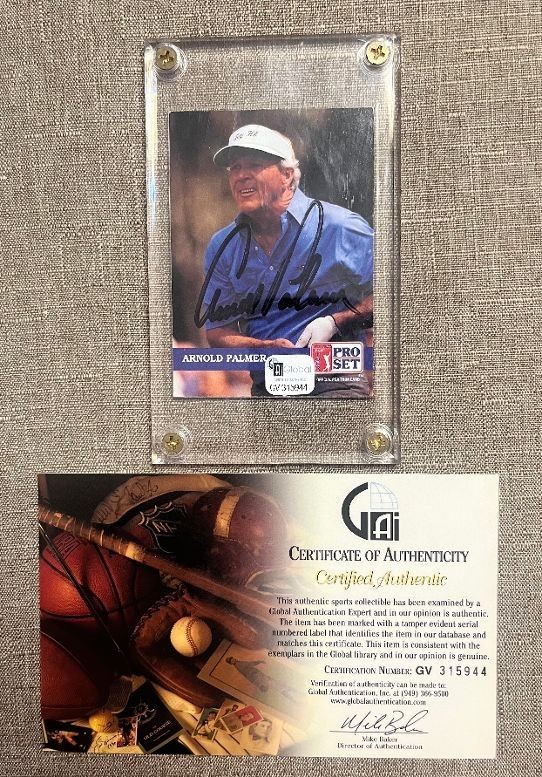 ARNOLD PALMER
PRO
SET
GAI Global
GV 315944
GAi
CERTIFICATE OF AUTHENTICITY
Certified Authentic
This authentic sports collectible has been examined by a
Global Authentication Expert and in our opinion is authentic.
The item has been marked with a tamper evident serial
numbered label that identifies the item in our database and
matches this certificate. This item is consistent with the
exemplars in the Global library and in our opinion is genuine.
CERTIFICATION NUMBER: GV 315944
Verification of authenticity can be made to:
Global Authentication, Inc. at (949) 366-9500
www.globalauthentication.com
Mike Baker
Mike Baker
Director of Authentication